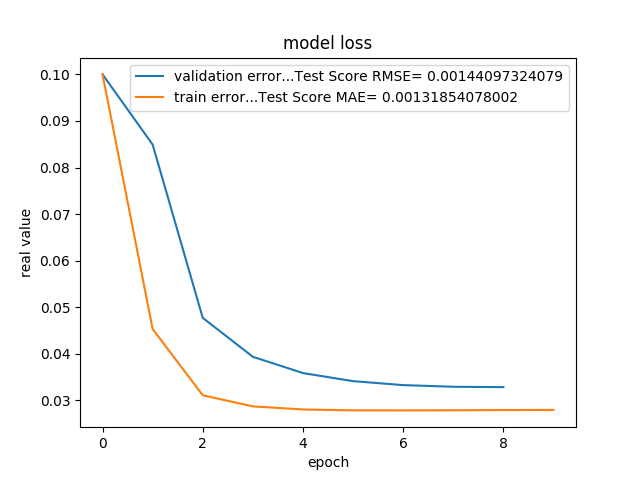 model loss
validation error...Test Score RMSE= 0.00144097324079
train error...Test Score MAE= 0.00131854078002
0.10
0.09
0.08
0.07
0.06
0.05
0.04
0.03
real value
0 2 4 6 8
epoch